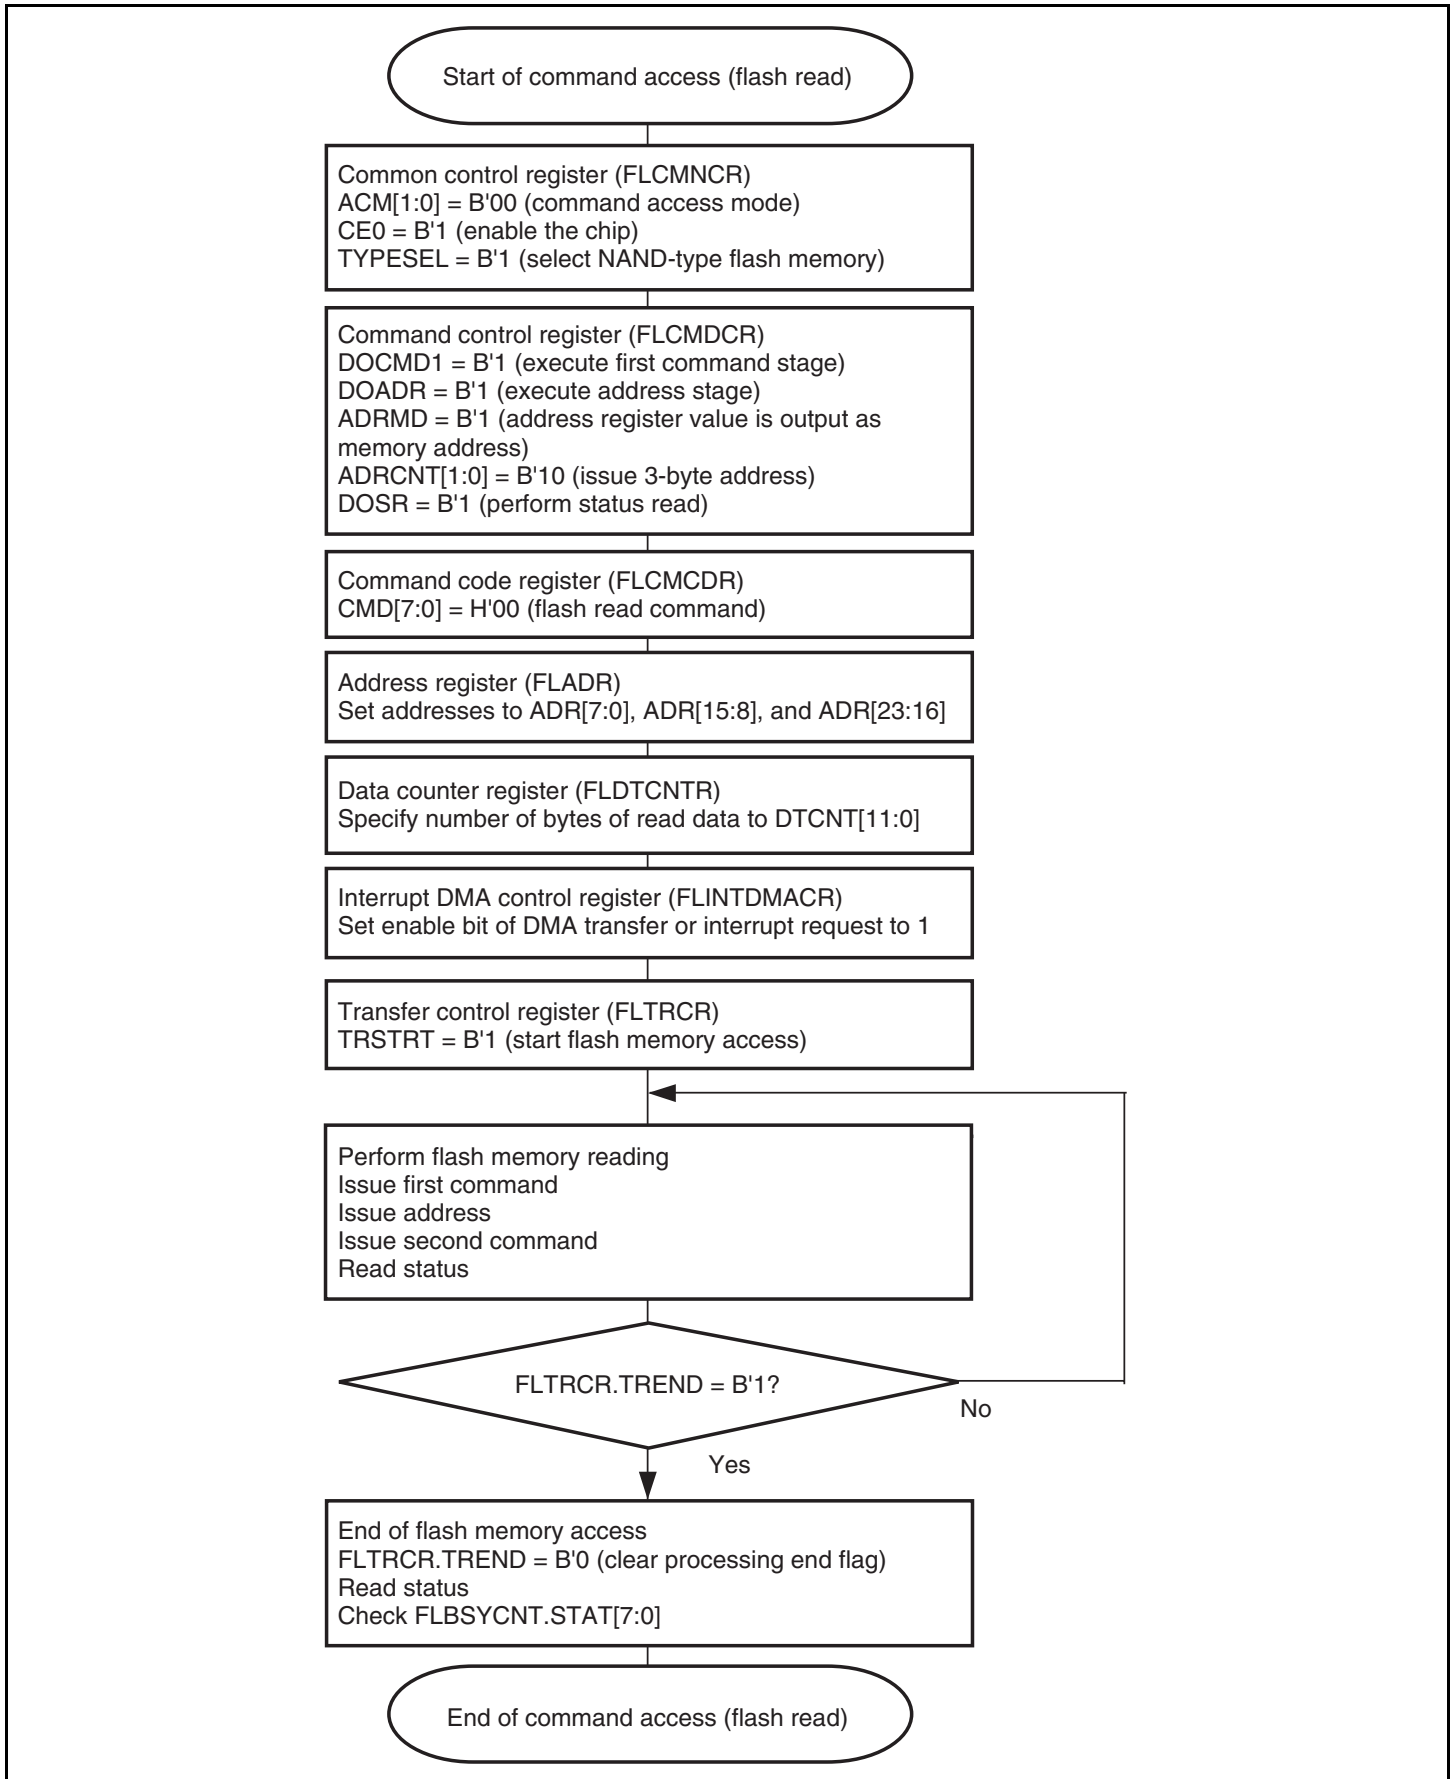 Start of command access (flash read)
Common control register (FLCMNCR)
ACM[1:0] = B'00 (command access mode)
CE0 = B'1 (enable the chip)
TYPESEL = B'1 (select NAND-type flash memory)
Command control register (FLCMDCR)
DOCMD1 = B'1 (execute first command stage)
DOADR = B'1 (execute address stage)
ADRMD = B'1 (address register value is output as
memory address)
ADRCNT[1:0] = B'10 (issue 3-byte address)
DOSR = B'1 (perform status read)
Command code register (FLCMCDR)
CMD[7:0] = H'00 (flash read command)
Address register (FLADR)
Set addresses to ADR[7:0], ADR[15:8], and ADR[23:16]
Data counter register (FLDTCNTR)
Specify number of bytes of read data to DTCNT[11:0]
Interrupt DMA control register (FLINTDMACR)
Set enable bit of DMA transfer or interrupt request to 1
Transfer control register (FLTRCR)
TRSTRT = B'1 (start flash memory access)
Perform flash memory reading
Issue first command
Issue address
Issue second command
Read status
FLTRCR.TREND = B'1?
No
Yes
End of flash memory access
FLTRCR.TREND = B'0 (clear processing end flag)
Read status
Check FLBSYCNT.STAT[7:0]
End of command access (flash read)